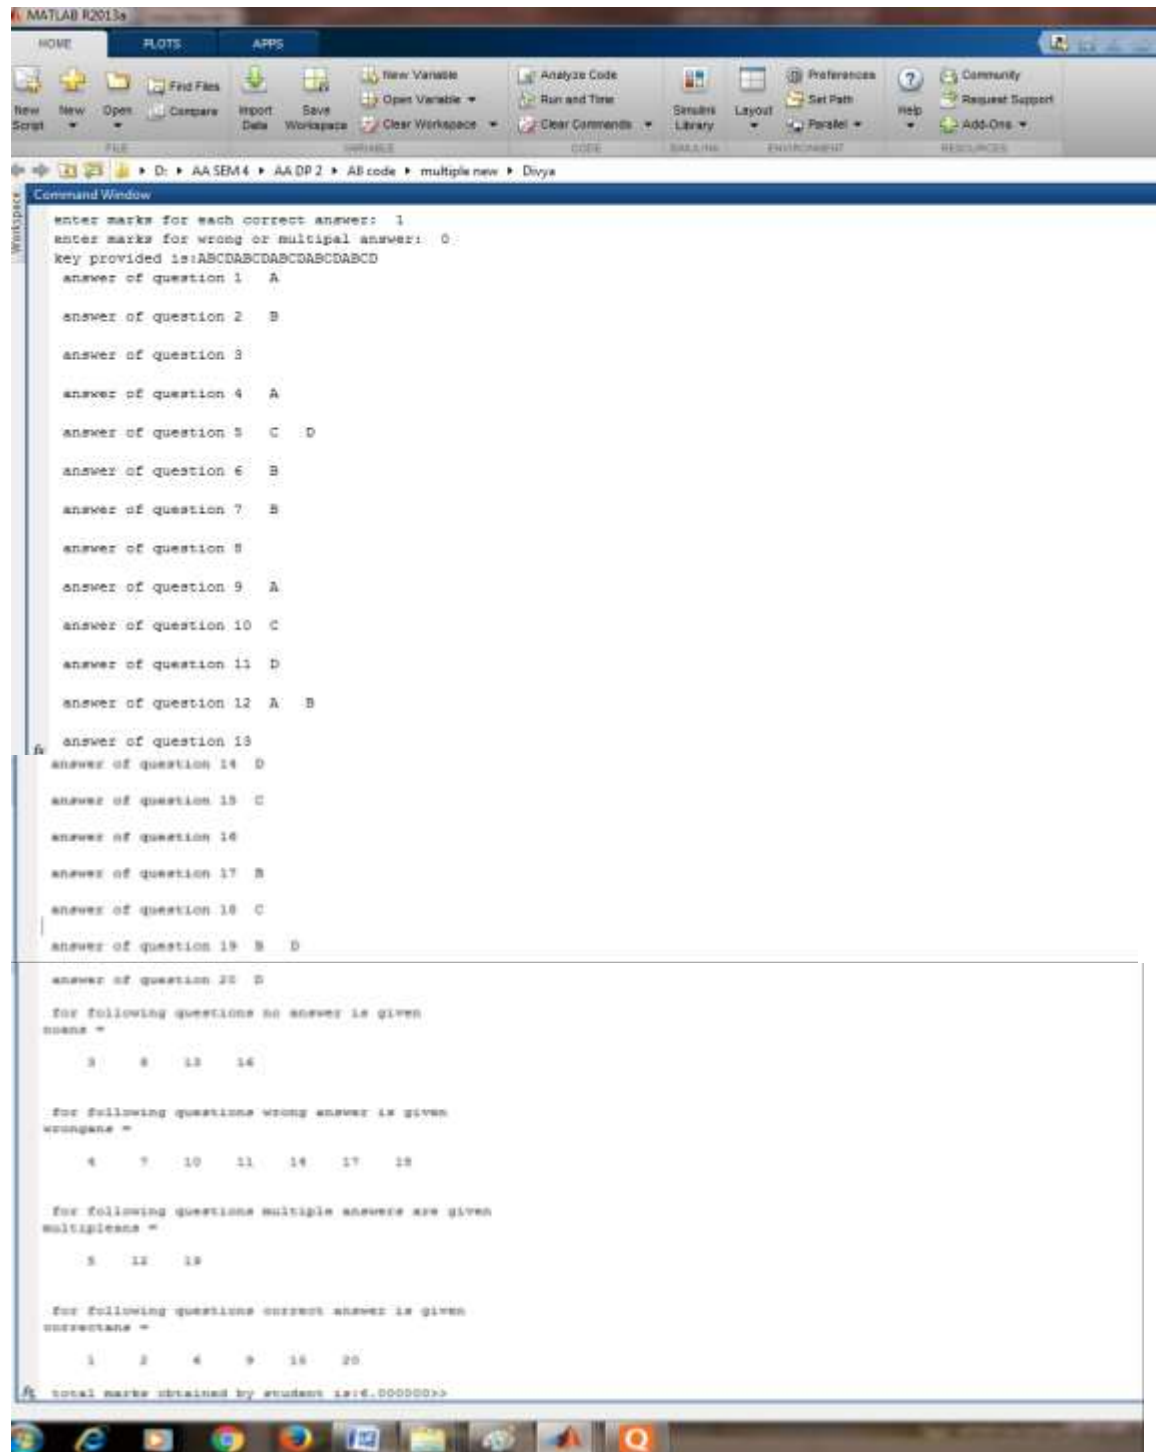 MATLAB R2013a
HOME PLOTS APPS
New Script
New
Open
Find Files
Compare
Import Data
Save Workspace
New Variable
Open Variable
Clear Workspace
Analyze Code
Run and Time
Clear Commands
Simulink Library
Layout
Preferences
Set Path
Parallel
Help
Community
Request Support
Add-Ons
FILE VARIABLE CODE SIMULINK ENVIRONMENT RESOURCES
D: AA SEM 4 AA DP 2 All code multiple new Divya
Workspace
Command Window
enter marks for each correct answer: 1
enter marks for wrong or multipal answer: 0
key provided is:ABCDABCDABCDABCDABCD
answer of question 1 A
answer of question 2 B
answer of question 3
answer of question 4 A
answer of question 5 C D
answer of question 6 B
answer of question 7 B
answer of question 8
answer of question 9 A
answer of question 10 C
answer of question 11 D
answer of question 12 A B
answer of question 13
fx
answer of question 14 D
answer of question 15 C
answer of question 16
answer of question 17 B
answer of question 18 C
answer of question 19 B D
answer of question 20 D
for following questions no answer is given
noans =
3 8 13 16
for following questions wrong answer is given
wrongans =
4 7 10 11 14 17 18
for following questions multiple answers are given
multipleans =
5 12 19
for following questions correct answer is given
correctans =
1 2 6 9 15 20
fx total marks obtained by student is:6.000000>>